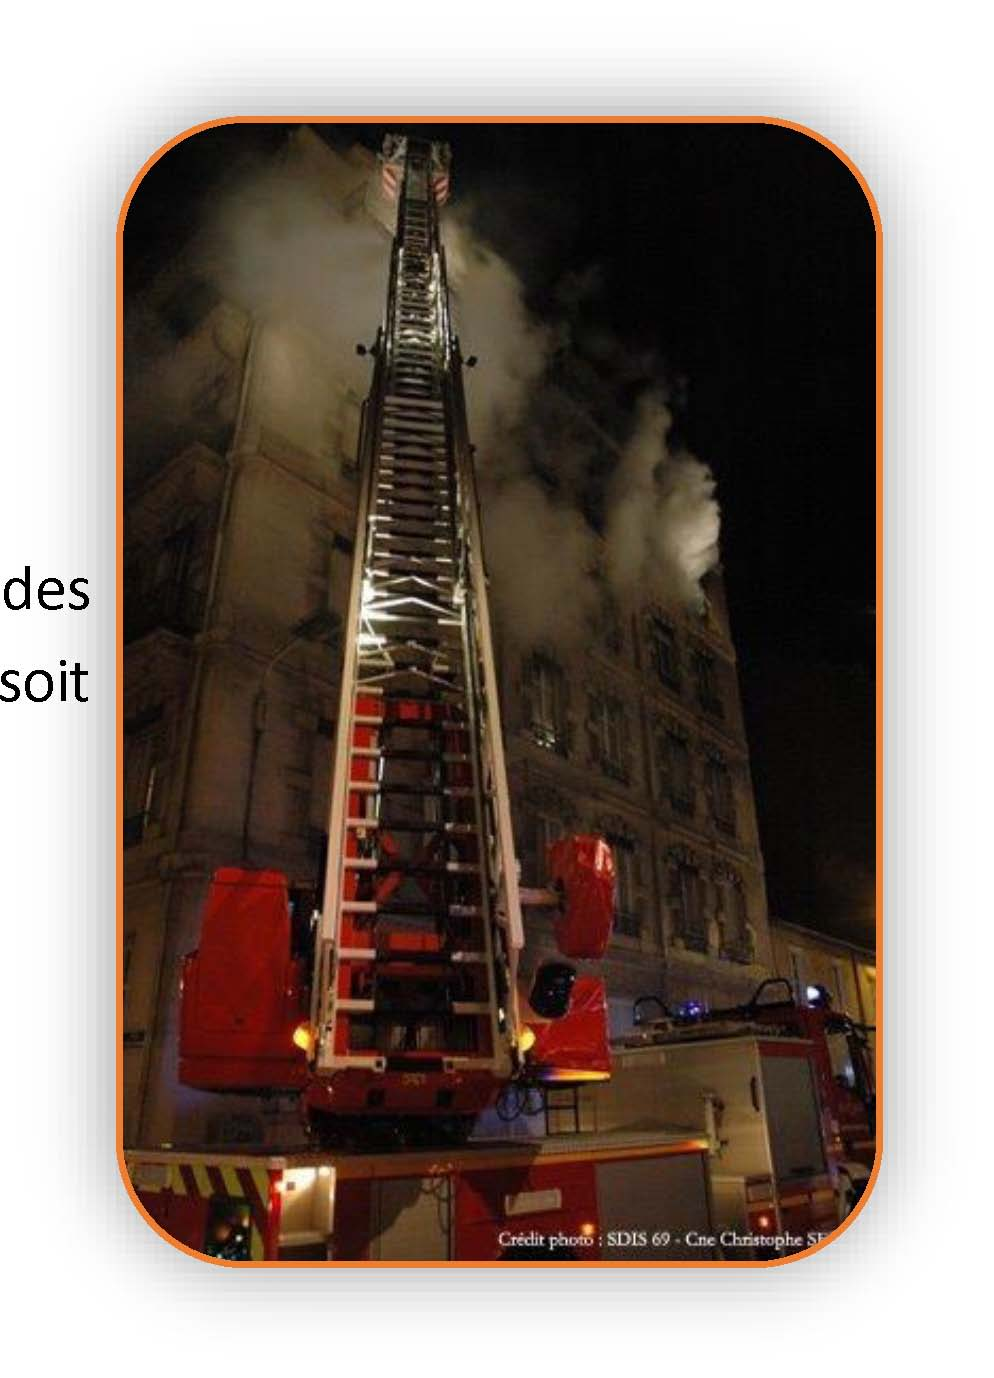 des
soit
Crédit photo : SDIS 69 - Cne Christophe